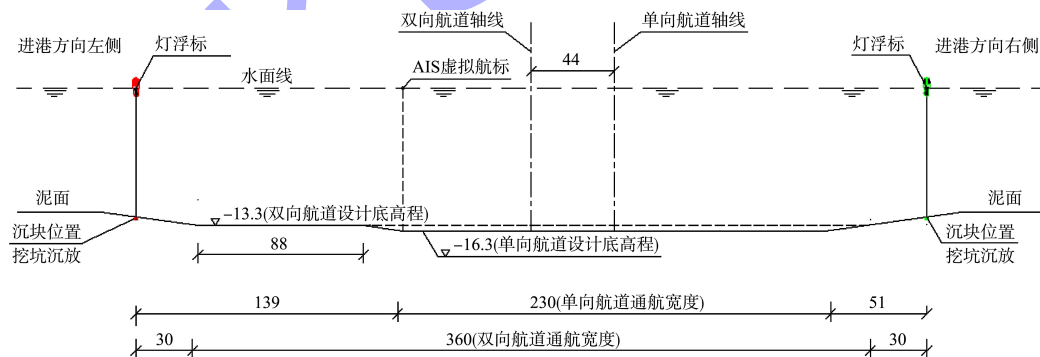 双向航道轴线
单向航道轴线
进港方向左侧
灯浮标
灯浮标
进港方向右侧
44
AIS虚拟航标
水面线
泥面
泥面
−13.3(双向航道设计底高程)
沉块位置
挖坑沉放
−16.3(单向航道设计底高程)
沉块位置
挖坑沉放
88
139
230(单向航道通航宽度)
51
30
360(双向航道通航宽度)
30